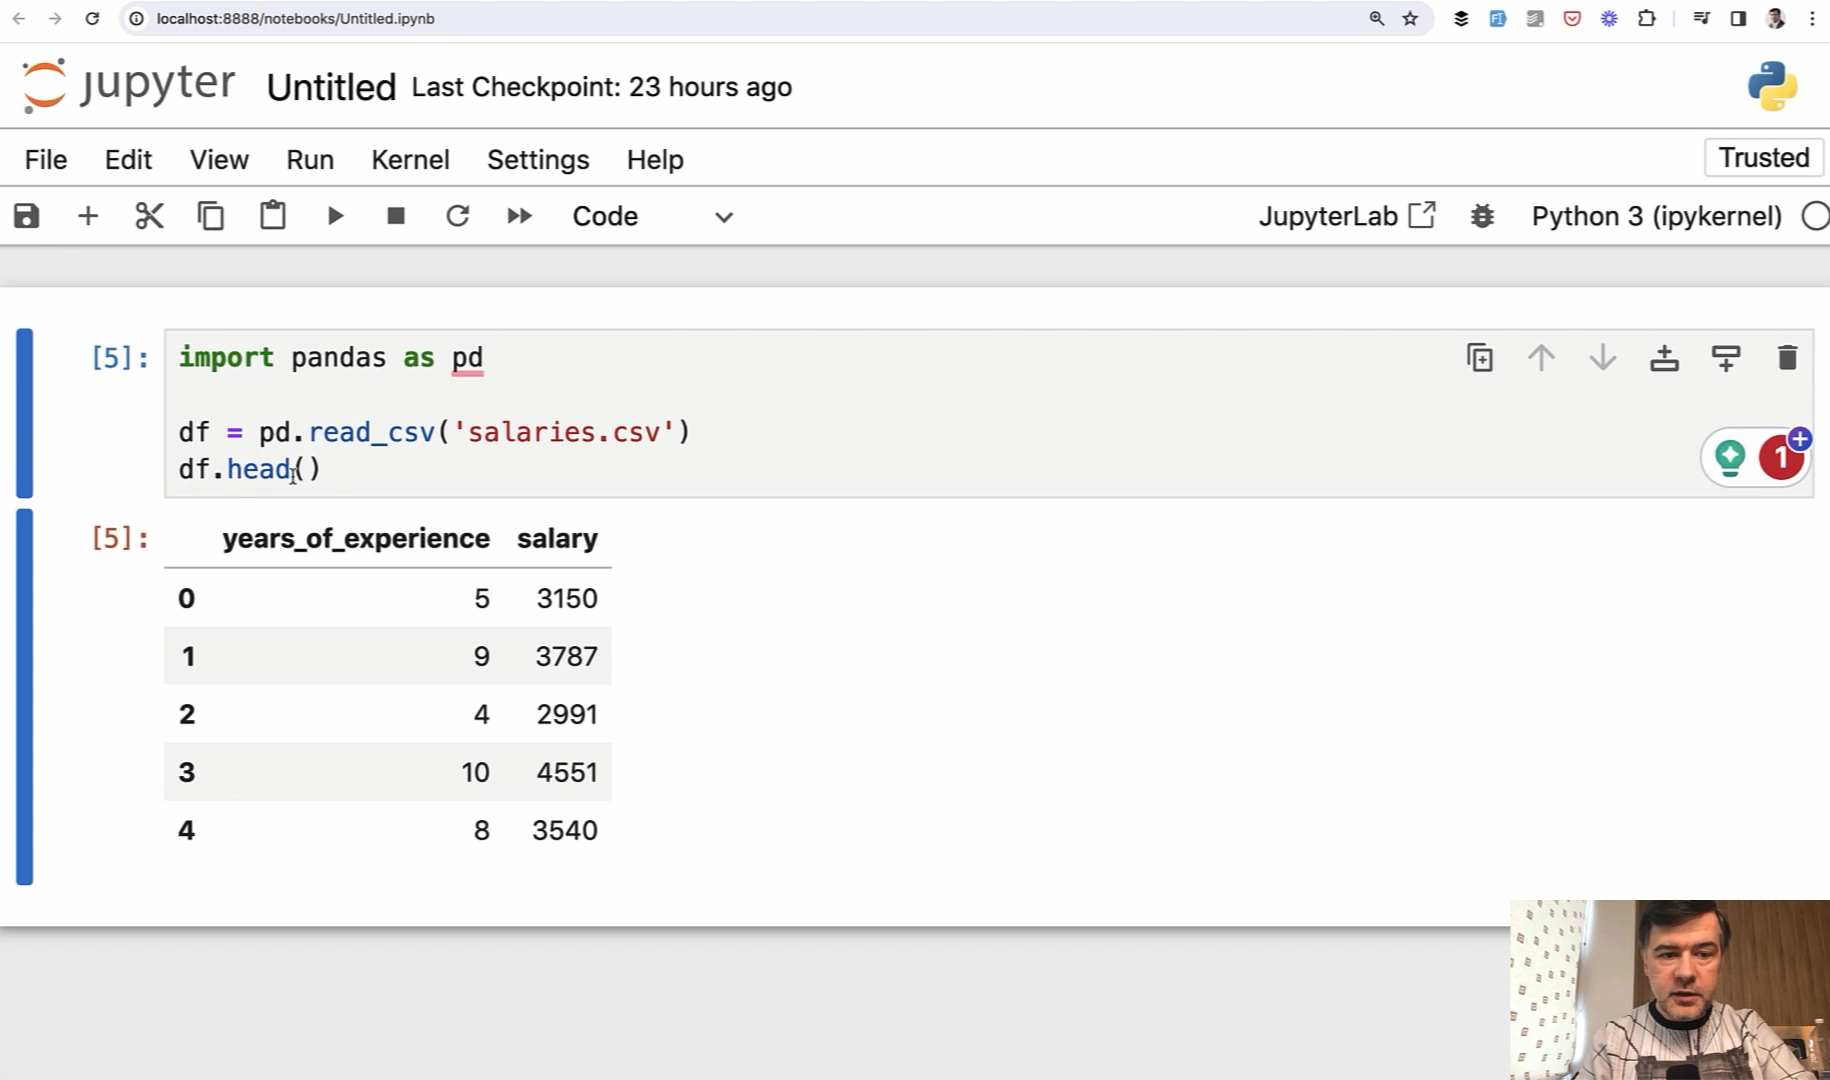 localhost:8888/notebooks/Untitled.ipynb
jupyter Untitled Last Checkpoint: 23 hours ago
File Edit View Run Kernel Settings Help Trusted
Code JupyterLab Python 3 (ipykernel)
[5]: import pandas as pd
df = pd.read_csv('salaries.csv')
df.head()
1
[5]: years_of_experience salary
0 5 3150
1 9 3787
2 4 2991
3 10 4551
4 8 3540